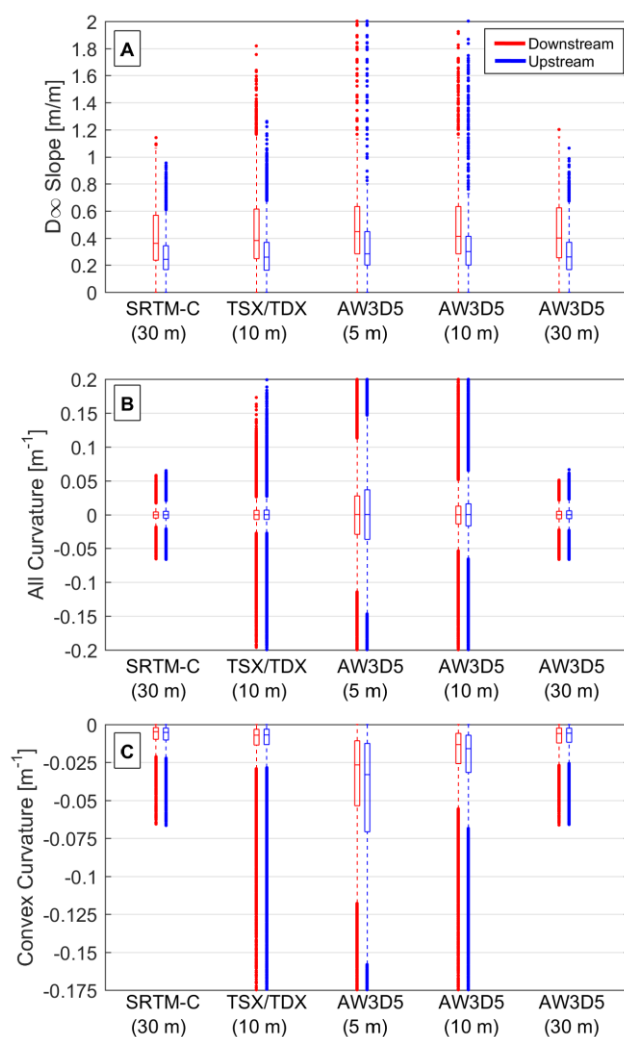 A
Downstream
Upstream
D∞ Slope [m/m]
2
1.8
1.6
1.4
1.2
1
0.8
0.6
0.4
0.2
0
SRTM-C TSX/TDX AW3D5 AW3D5 AW3D5
(30 m) (10 m) (5 m) (10 m) (30 m)
B
All Curvature [m⁻¹]
0.2
0.15
0.1
0.05
0
-0.05
-0.1
-0.15
-0.2
SRTM-C TSX/TDX AW3D5 AW3D5 AW3D5
(30 m) (10 m) (5 m) (10 m) (30 m)
C
Convex Curvature [m⁻¹]
0
-0.025
-0.05
-0.075
-0.1
-0.125
-0.15
-0.175
SRTM-C TSX/TDX AW3D5 AW3D5 AW3D5
(30 m) (10 m) (5 m) (10 m) (30 m)